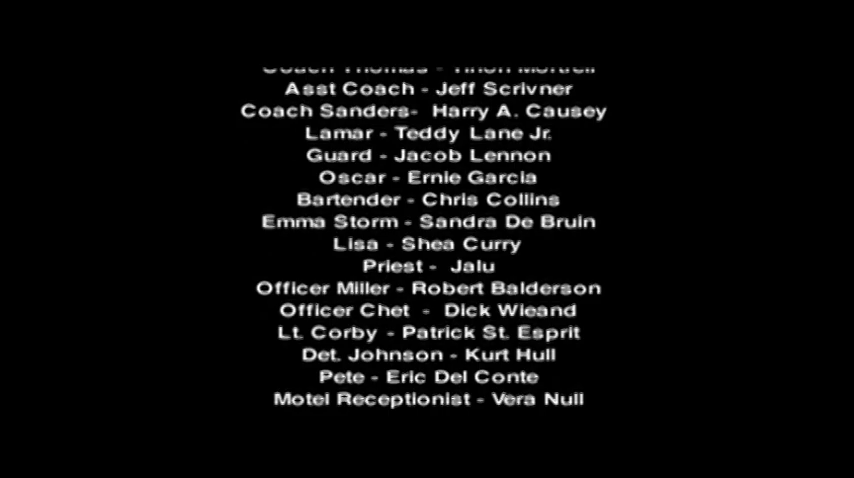 Coach Thomas -
Asst Coach - Jeff Scrivner
Coach Sanders- Harry A. Causey
Lamar - Teddy Lane Jr.
Guard - Jacob Lennon
Oscar - Ernie Garcia
Bartender - Chris Collins
Emma Storm - Sandra De Bruin
Lisa - Shea Curry
Priest - Jalu
Officer Miller - Robert Balderson
Officer Chet - Dick Wieand
Lt. Corby - Patrick St. Esprit
Det. Johnson - Kurt Hull
Pete - Eric Del Conte
Motel Receptionist - Vera Null